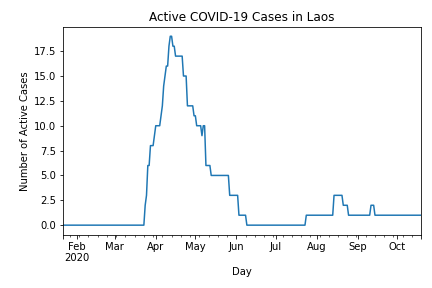 Active COVID-19 Cases in Laos
Number of Active Cases
17.5
15.0
12.5
10.0
7.5
5.0
2.5
0.0
Feb Mar Apr May Jun Jul Aug Sep Oct
2020
Day